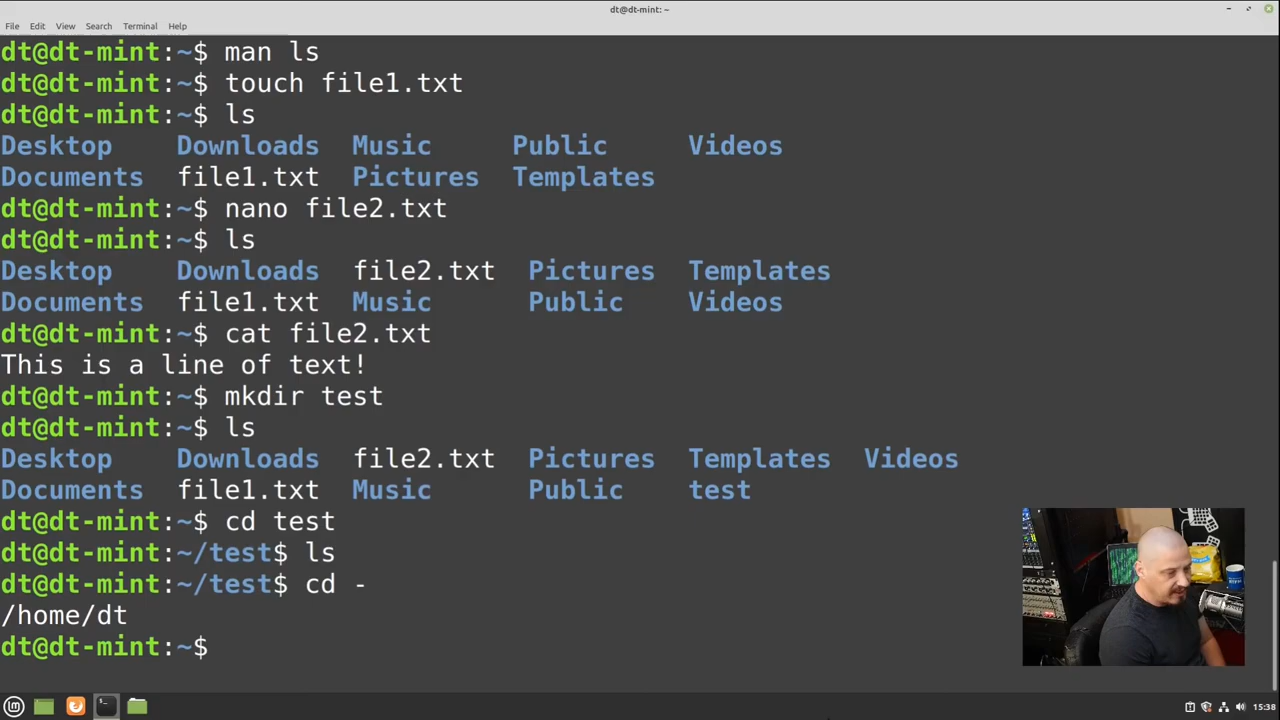 dt@dt-mint: ~
File Edit View Search Terminal Help
dt@dt-mint:~$ man ls
dt@dt-mint:~$ touch file1.txt
dt@dt-mint:~$ ls
Desktop Downloads Music Public Videos
Documents file1.txt Pictures Templates
dt@dt-mint:~$ nano file2.txt
dt@dt-mint:~$ ls
Desktop Downloads file2.txt Pictures Templates
Documents file1.txt Music Public Videos
dt@dt-mint:~$ cat file2.txt
This is a line of text!
dt@dt-mint:~$ mkdir test
dt@dt-mint:~$ ls
Desktop Downloads file2.txt Pictures Templates Videos
Documents file1.txt Music Public test
dt@dt-mint:~$ cd test
dt@dt-mint:~/test$ ls
dt@dt-mint:~/test$ cd -
/home/dt
dt@dt-mint:~$
15:38